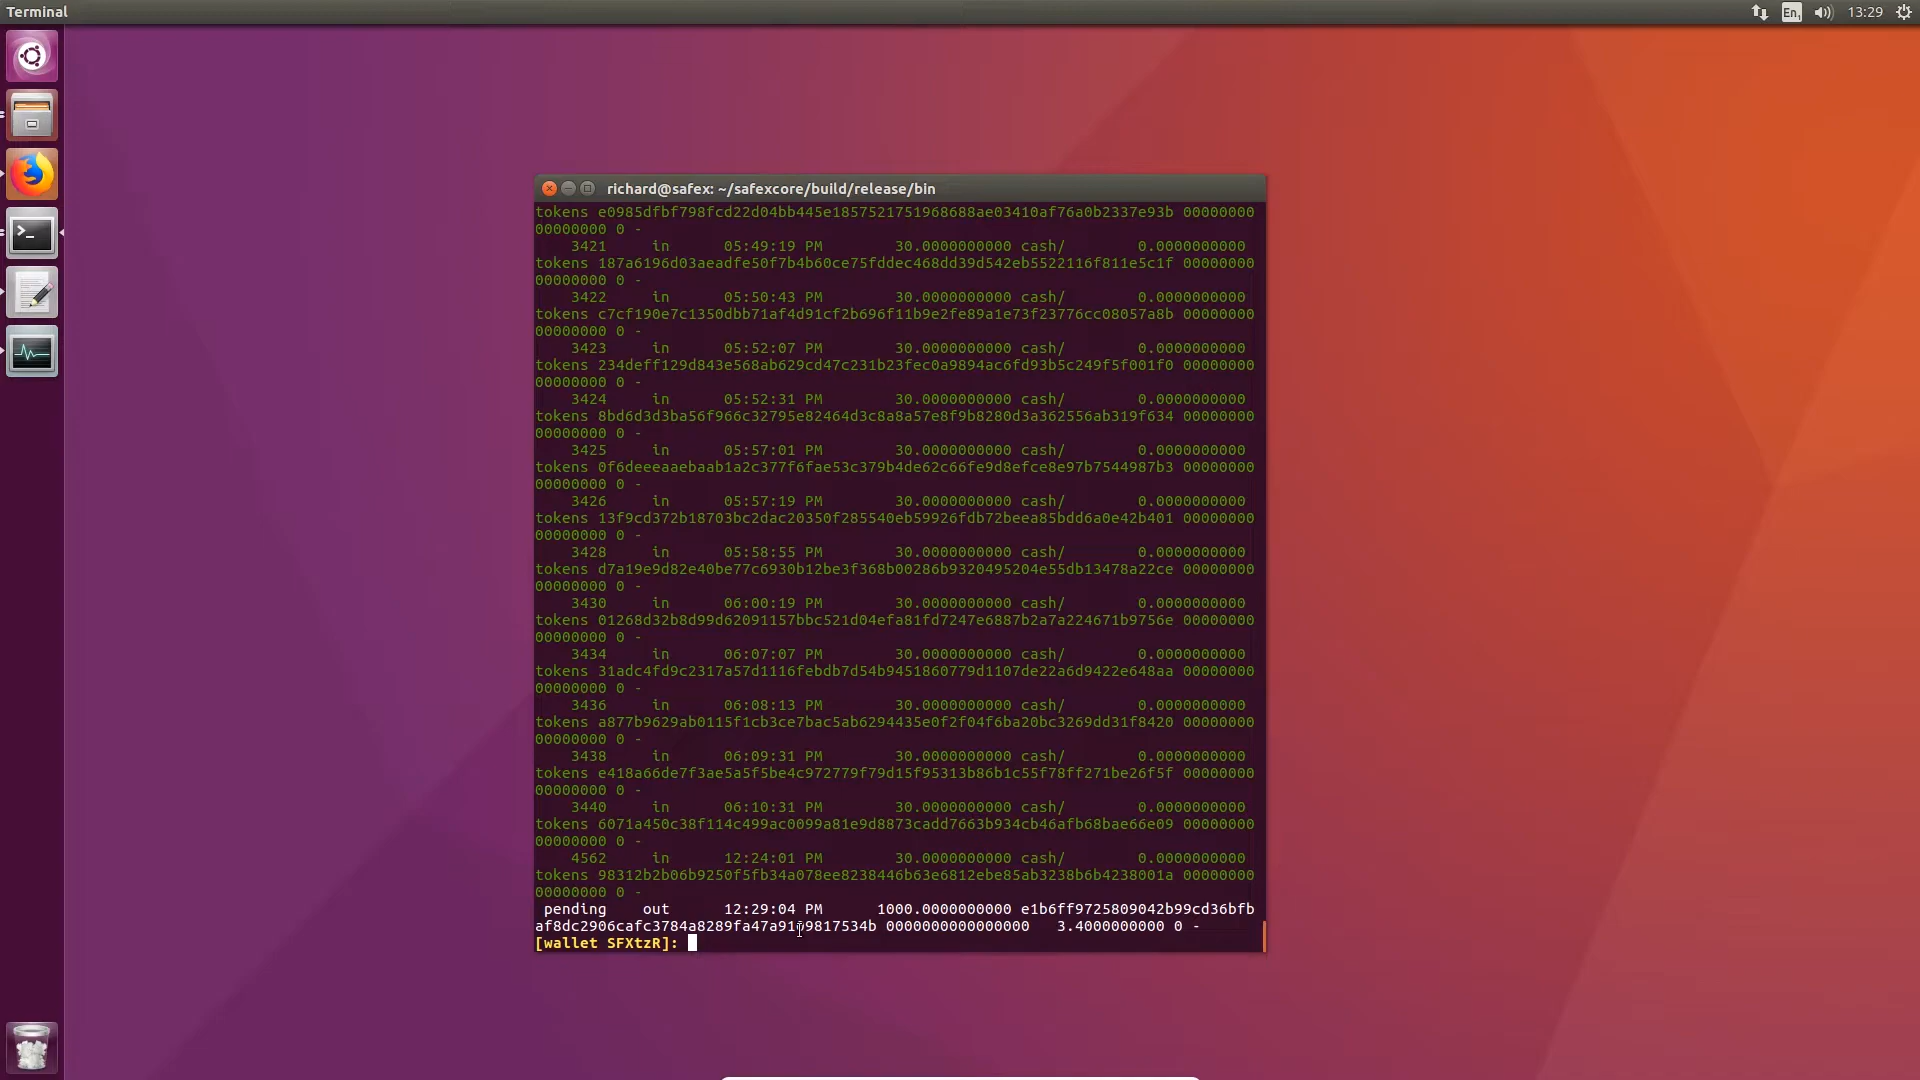 Terminal
En1
13:29
richard@safex: ~/safexcore/build/release/bin
tokens e0985dfbf798fcd22d04bb445e1857521751968688ae03410af76a0b2337e93b 00000000
00000000 0 -
3421 in 05:49:19 PM 30.0000000000 cash/ 0.0000000000
tokens 187a6196d03aeadfe50f7b4b60ce75fddec468dd39d542eb5522116f811e5c1f 00000000
00000000 0 -
3422 in 05:50:43 PM 30.0000000000 cash/ 0.0000000000
tokens c7cf190e7c1350dbb71af4d91cf2b696f11b9e2fe89a1e73f23776cc08057a8b 00000000
00000000 0 -
3423 in 05:52:07 PM 30.0000000000 cash/ 0.0000000000
tokens 234deff129d843e568ab629cd47c231b23fec0a9894ac6fd93b5c249f5f001f0 00000000
00000000 0 -
3424 in 05:52:31 PM 30.0000000000 cash/ 0.0000000000
tokens 8bd6d3d3ba56f966c32795e82464d3c8a8a57e8f9b8280d3a362556ab319f634 00000000
00000000 0 -
3425 in 05:57:01 PM 30.0000000000 cash/ 0.0000000000
tokens 0f6deeeaaebaab1a2c377f6fae53c379b4de62c66fe9d8efce8e97b7544987b3 00000000
00000000 0 -
3426 in 05:57:19 PM 30.0000000000 cash/ 0.0000000000
tokens 13f9cd372b18703bc2dac20350f285540eb59926fdb72beea85bdd6a0e42b401 00000000
00000000 0 -
3428 in 05:58:55 PM 30.0000000000 cash/ 0.0000000000
tokens d7a19e9d82e40be77c6930b12be3f368b00286b9320495204e55db13478a22ce 00000000
00000000 0 -
3430 in 06:00:19 PM 30.0000000000 cash/ 0.0000000000
tokens 01268d32b8d99d62091157bbc521d04efa81fd7247e6887b2a7a224671b9756e 00000000
00000000 0 -
3434 in 06:07:07 PM 30.0000000000 cash/ 0.0000000000
tokens 31adc4fd9c2317a57d1116febdb7d54b9451860779d1107de22a6d9422e648aa 00000000
00000000 0 -
3436 in 06:08:13 PM 30.0000000000 cash/ 0.0000000000
tokens a877b9629ab0115f1cb3ce7bac5ab6294435e0f2f04f6ba20bc3269dd31f8420 00000000
00000000 0 -
3438 in 06:09:31 PM 30.0000000000 cash/ 0.0000000000
tokens e418a66de7f3ae5a5f5be4c972779f79d15f95313b86b1c55f78ff271be26f5f 00000000
00000000 0 -
3440 in 06:10:31 PM 30.0000000000 cash/ 0.0000000000
tokens 6071a450c38f114c499ac0099a81e9d8873cadd7663b934cb46afb68bae66e09 00000000
00000000 0 -
4562 in 12:24:01 PM 30.0000000000 cash/ 0.0000000000
tokens 98312b2b06b9250f5fb34a078ee8238446b63e6812ebe85ab3238b6b4238001a 00000000
00000000 0 -
pending out 12:29:04 PM 1000.0000000000 e1b6ff9725809042b99cd36bfb
0000000000000000 3.4000000000 0 -
[wallet SFXtzR]: